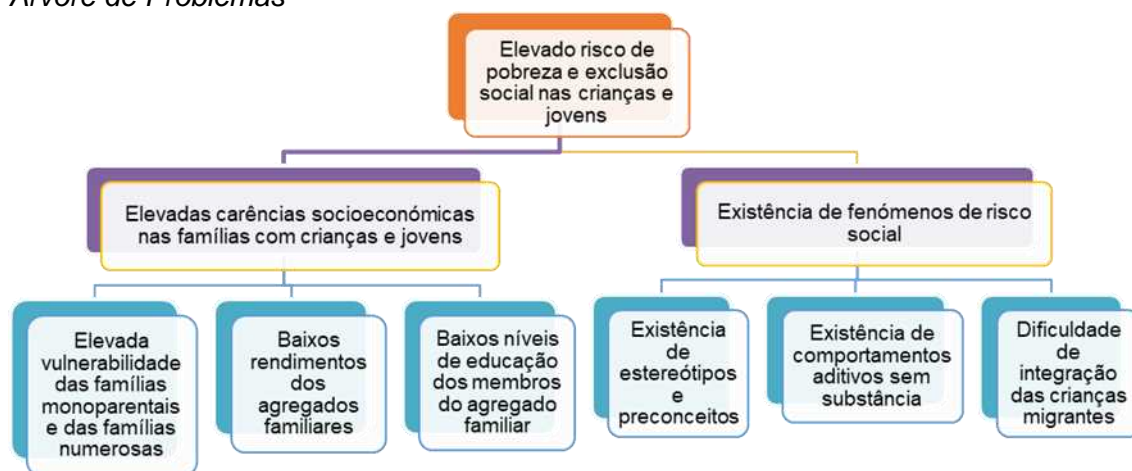 Árvore de Problemas
Elevado risco de
pobreza e exclusão
social nas crianças e
jovens
Elevadas carências socioeconómicas
nas famílias com crianças e jovens
Existência de fenómenos de risco
social
Elevada
vulnerabilidade
das famílias
monoparentais
e das famílias
numerosas
Baixos
rendimentos
dos
agregados
familiares
Baixos níveis
de educação
dos membros
do agregado
familiar
Existência
de
estereótipos
e
preconceitos
Existência de
comportamentos
aditivos sem
substância
Dificuldade
de
integração
das crianças
migrantes